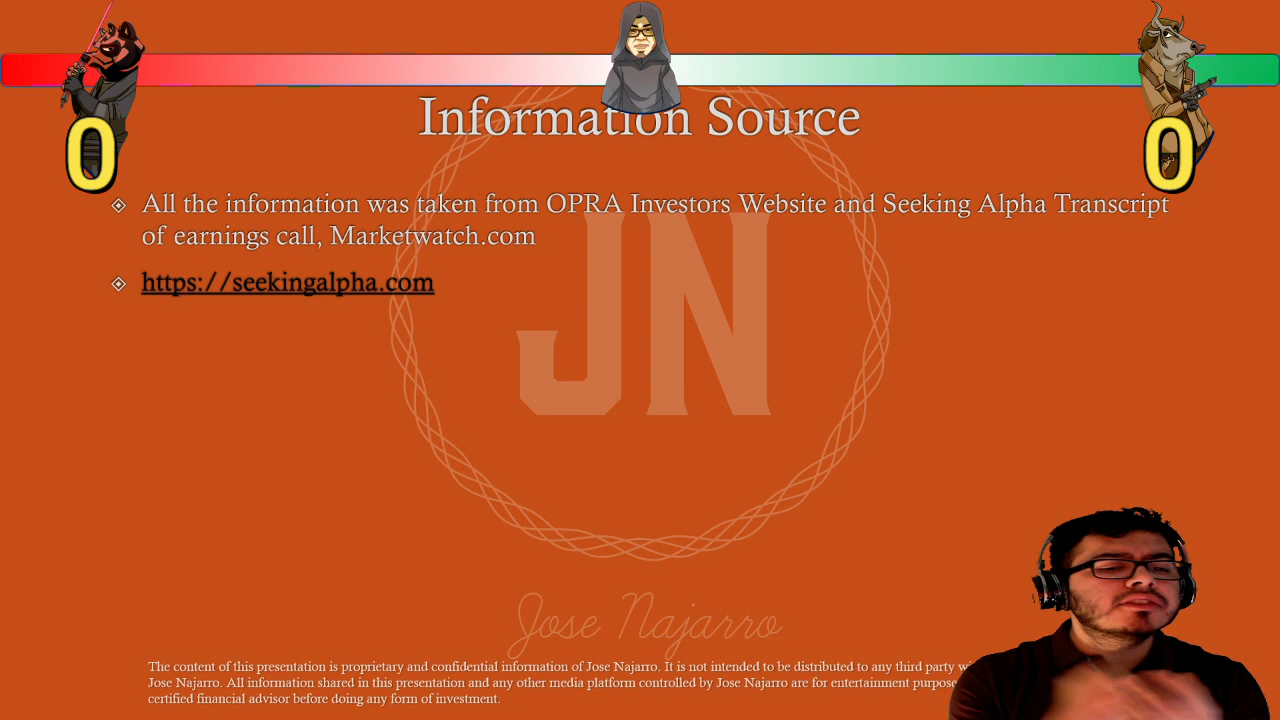 Information Source
0
0
All the information was taken from OPRA Investors Website and Seeking Alpha Transcript
of earnings call, Marketwatch.com
https://seekingalpha.com
JN
Jose Najarro
The content of this presentation is proprietary and confidential information of Jose Najarro. It is not intended to be distributed to any third party
Jose Najarro. All information shared in this presentation and any other media platform controlled by Jose Najarro are for entertainment
certified financial advisor before doing any form of investment.